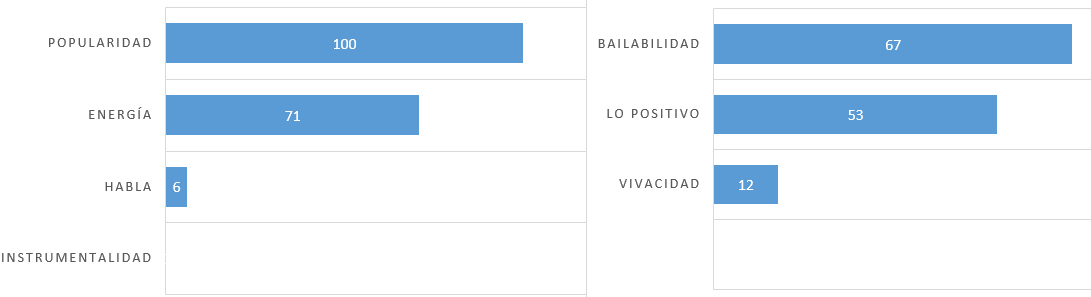 POPULARIDAD 100
ENERGÍA 71
HABLA 6
INSTRUMENTALIDAD
BAILABILIDAD 67
LO POSITIVO 53
VIVACIDAD 12